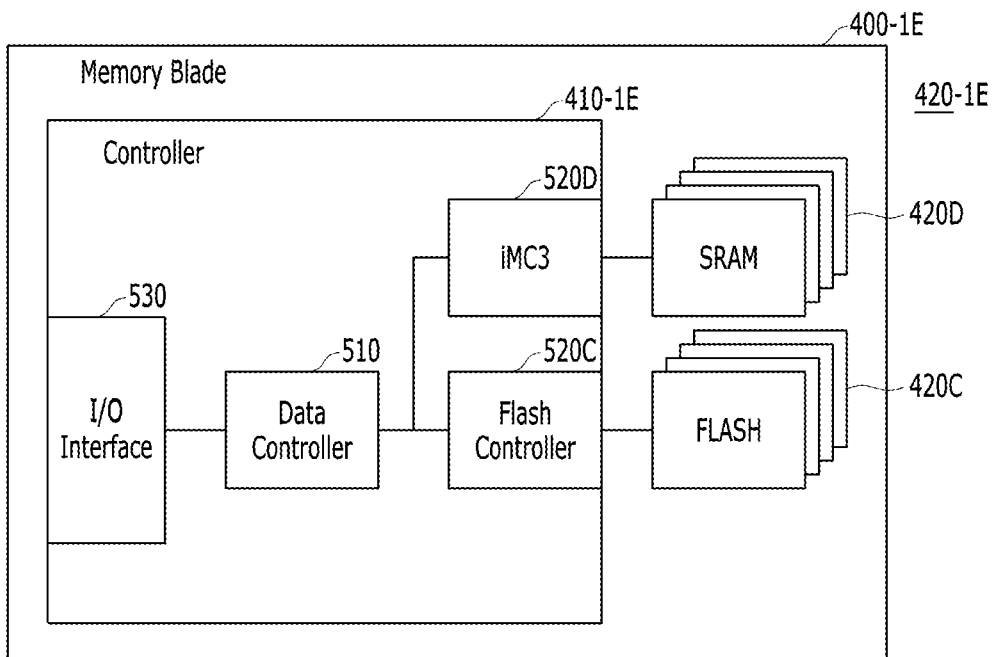 400-1E
Memory Blade
420-1E
410-1E
Controller
520D
420D
iMC3
SRAM
530
510
520C
420C
I/O
Interface
Data
Controller
Flash
Controller
FLASH